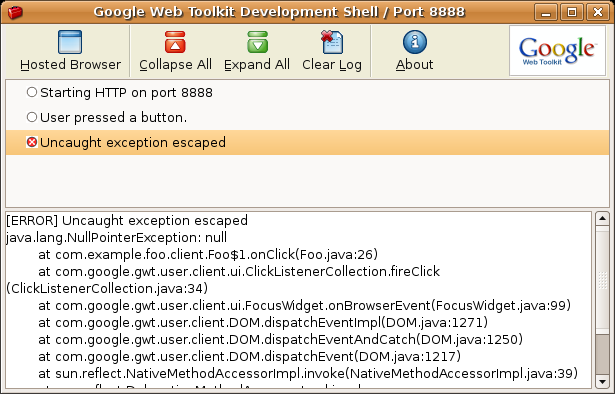 Google Web Toolkit Development Shell / Port 8888
Hosted Browser Collapse All Expand All Clear Log About
Google
Web Toolkit
Starting HTTP on port 8888
User pressed a button.
Uncaught exception escaped
[ERROR] Uncaught exception escaped
java.lang.NullPointerException: null
at com.example.foo.client.Foo$1.onClick(Foo.java:26)
at com.google.gwt.user.client.ui.ClickListenerCollection.fireClick
(ClickListenerCollection.java:34)
at com.google.gwt.user.client.ui.FocusWidget.onBrowserEvent(FocusWidget.java:99)
at com.google.gwt.user.client.DOM.dispatchEventImpl(DOM.java:1271)
at com.google.gwt.user.client.DOM.dispatchEventAndCatch(DOM.java:1250)
at com.google.gwt.user.client.DOM.dispatchEvent(DOM.java:1217)
at sun.reflect.NativeMethodAccessorImpl.invoke(NativeMethodAccessorImpl.java:39)